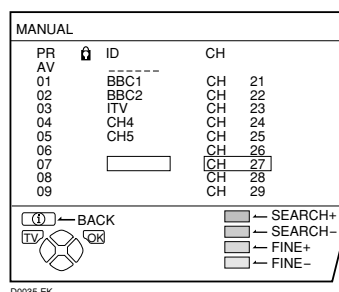 MANUAL
PR ID CH
AV ______
01 BBC1 CH 21
02 BBC2 CH 22
03 ITV CH 23
04 CH4 CH 24
05 CH5 CH 25
06 CH 26
07 CH 27
08 CH 28
09 CH 29
i BACK
TV OK
SEARCH+
SEARCH−
FINE+
FINE−
D0035 EK